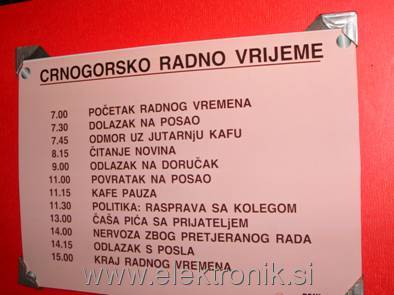 CRNOGORSKO RADNO VRIJEME
7.00 POČETAK RADNOG VREMENA
7.30 DOLAZAK NA POSAO
7.45 ODMOR UZ JUTARNjU KAFU
8.15 ČITANJE NOVINA
9.00 ODLAZAK NA DORUČAK
11.00 POVRATAK NA POSAO
11.15 KAFE PAUZA
11.30 POLITIKA: RASPRAVA SA KOLEGOM
13.00 ČAŠA PIĆA SA PRIJATELjEM
14.00 NERVOZA ZBOG PRETJERANOG RADA
14.15 ODLAZAK S POSLA
15.00 KRAJ RADNOG VREMENA
www.elektronik.si